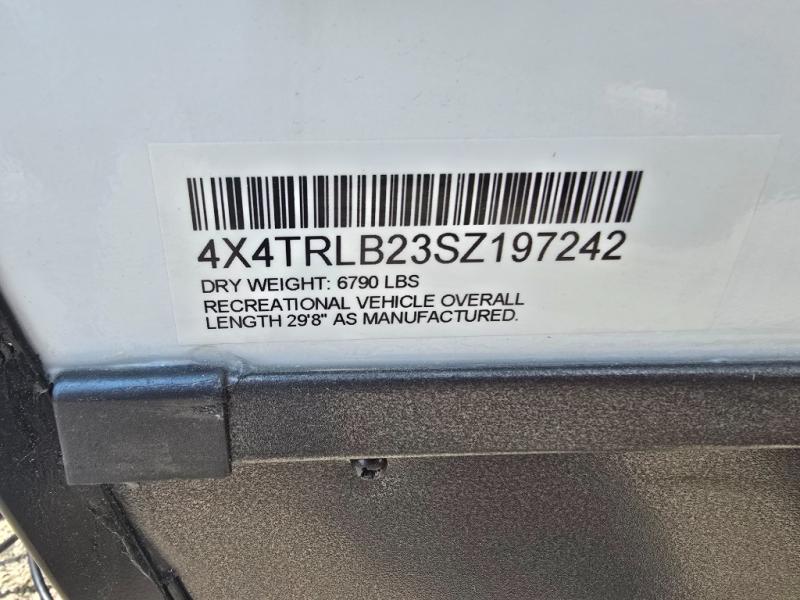 4X4TRLB23SZ197242
DRY WEIGHT: 6790 LBS
RECREATIONAL VEHICLE OVERALL
LENGTH 29'8" AS MANUFACTURED.